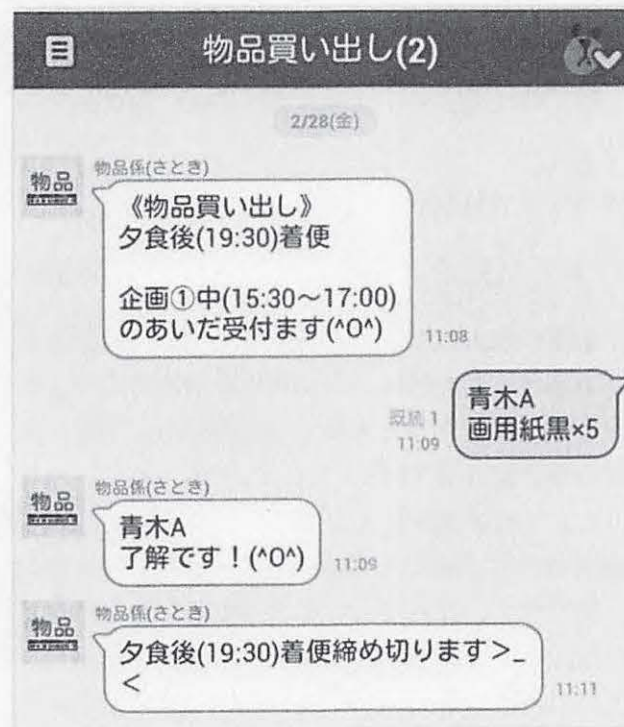 物品買い出し(2)
2/28(金)
物品係(さとき)
物品
《物品買い出し》
夕食後(19:30)着便
企画①中(15:30～17:00)
のあいだ受付ます(^O^)
11:08
青木A
画用紙黒×5
既読 1
11:09
物品係(さとき)
物品
青木A
了解です！(^O^)
11:09
物品係(さとき)
物品
夕食後(19:30)着便締め切ります＞_
＜
11:11